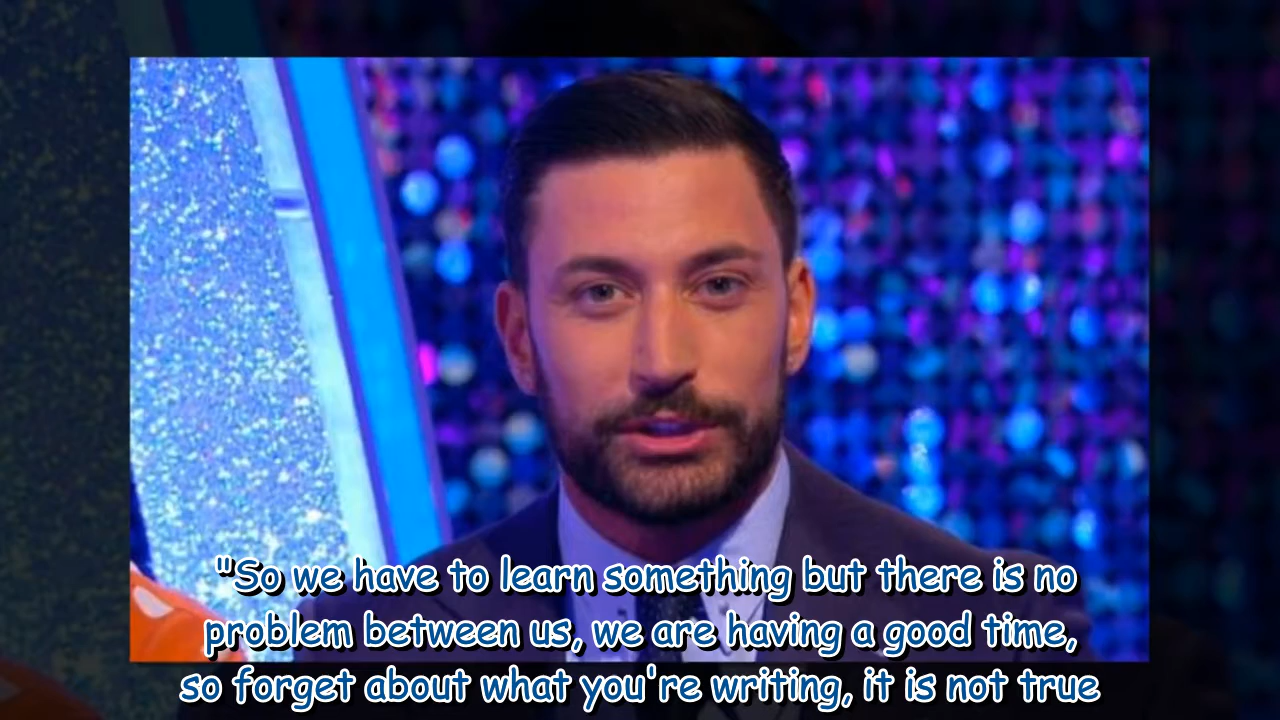 "So we have to learn something but there is no
problem between us, we are having a good time,
so forget about what you're writing, it is not true